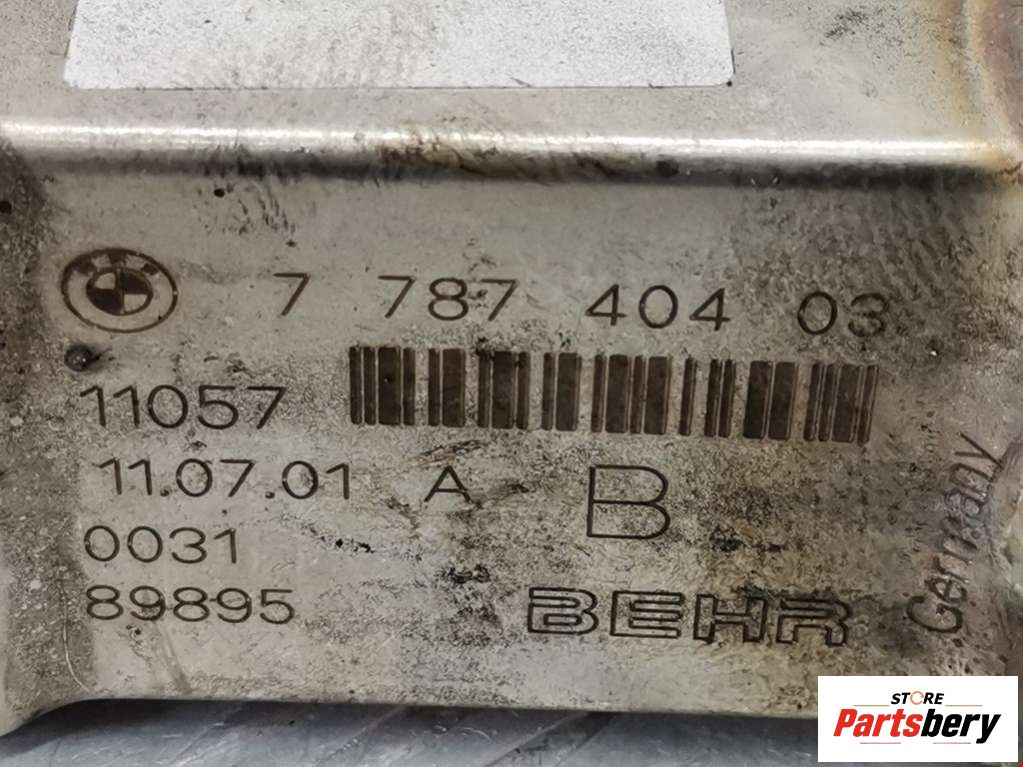 7 787 404 03
11057
11.07.01 A B
0031
89895 BEHR Germany
STORE
Partsbery